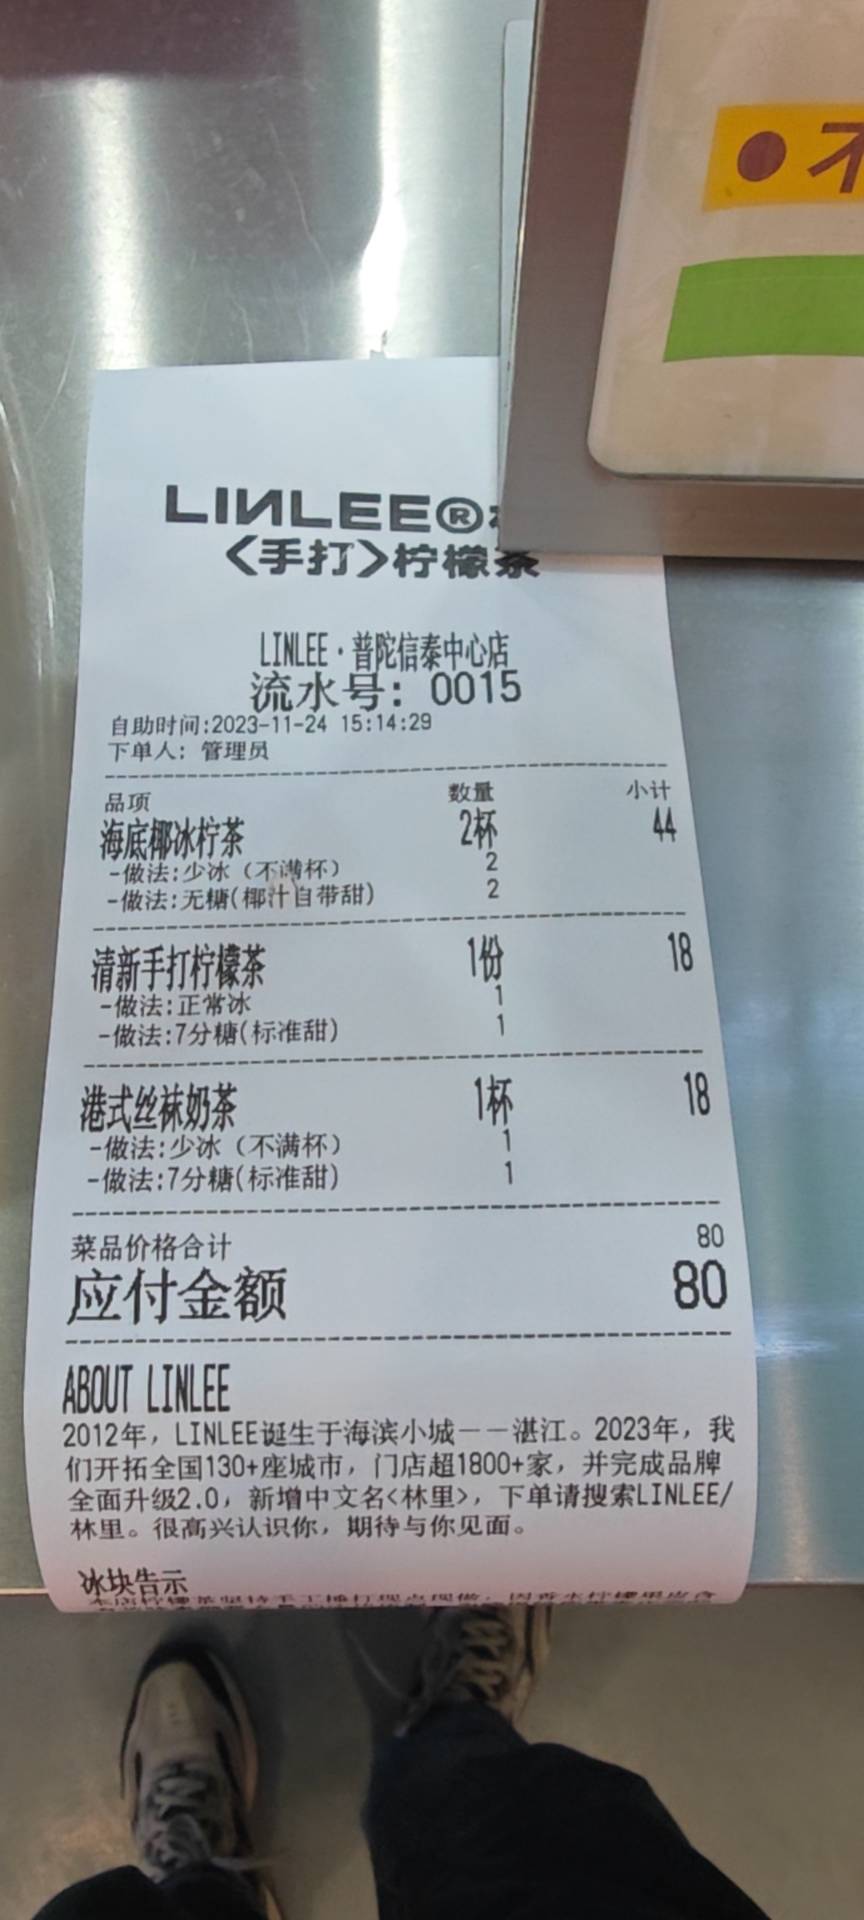 不
LINLEE®
<手打>柠檬茶
LINLEE·普陀信泰中心店
流水号: 0015
自助时间:2023-11-24 15:14:29
下单人: 管理员
品项 数量 小计
海底椰冰柠茶 2杯 44
-做法:少冰（不满杯） 2
-做法:无糖(椰汁自带甜) 2
清新手打柠檬茶 1份 18
-做法:正常冰 1
-做法:7分糖(标准甜) 1
港式丝袜奶茶 1杯 18
-做法:少冰（不满杯） 1
-做法:7分糖(标准甜) 1
菜品价格合计 80
应付金额 80
ABOUT LINLEE
2012年，LINLEE诞生于海滨小城——湛江。2023年，我
们开拓全国130+座城市，门店超1800+家，并完成品牌
全面升级2.0，新增中文名<林里>，下单请搜索LINLEE/
林里。很高兴认识你，期待与你见面。
冰块告示